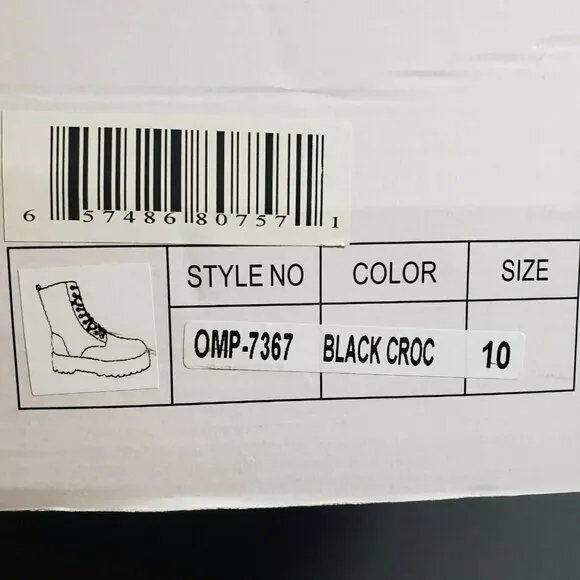 6 57486 80757 1
STYLE NO COLOR SIZE
OMP-7367 BLACK CROC 10